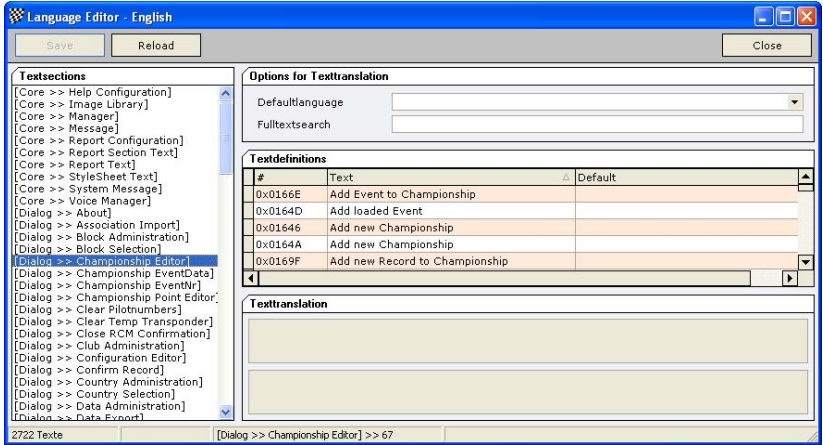 Language Editor - English
Save Reload Close
Textsections
[Core >> Help Configuration]
[Core >> Image Library]
[Core >> Manager]
[Core >> Message]
[Core >> Report Configuration]
[Core >> Report Section Text]
[Core >> Report Text]
[Core >> StyleSheet Text]
[Core >> System Message]
[Core >> Voice Manager]
[Dialog >> About]
[Dialog >> Association Import]
[Dialog >> Block Administration]
[Dialog >> Block Selection]
[Dialog >> Championship Editor]
[Dialog >> Championship EventData]
[Dialog >> Championship EventNr]
[Dialog >> Championship Point Editor]
[Dialog >> Clear Pilotnumbers]
[Dialog >> Clear Temp Transponder]
[Dialog >> Close RCM Confirmation]
[Dialog >> Club Administration]
[Dialog >> Configuration Editor]
[Dialog >> Confirm Record]
[Dialog >> Country Administration]
[Dialog >> Country Selection]
[Dialog >> Data Administration]
[Dialog >> Data Export]
Options for Texttranslation
Defaultlanguage
Fulltextsearch
Textdefinitions
# Text Default
0x0166E Add Event to Championship
0x0164D Add loaded Event
0x01646 Add new Championship
0x0164A Add new Championship
0x0169F Add new Record to Championship
Texttranslation
2722 Texte [Dialog >> Championship Editor] >> 67